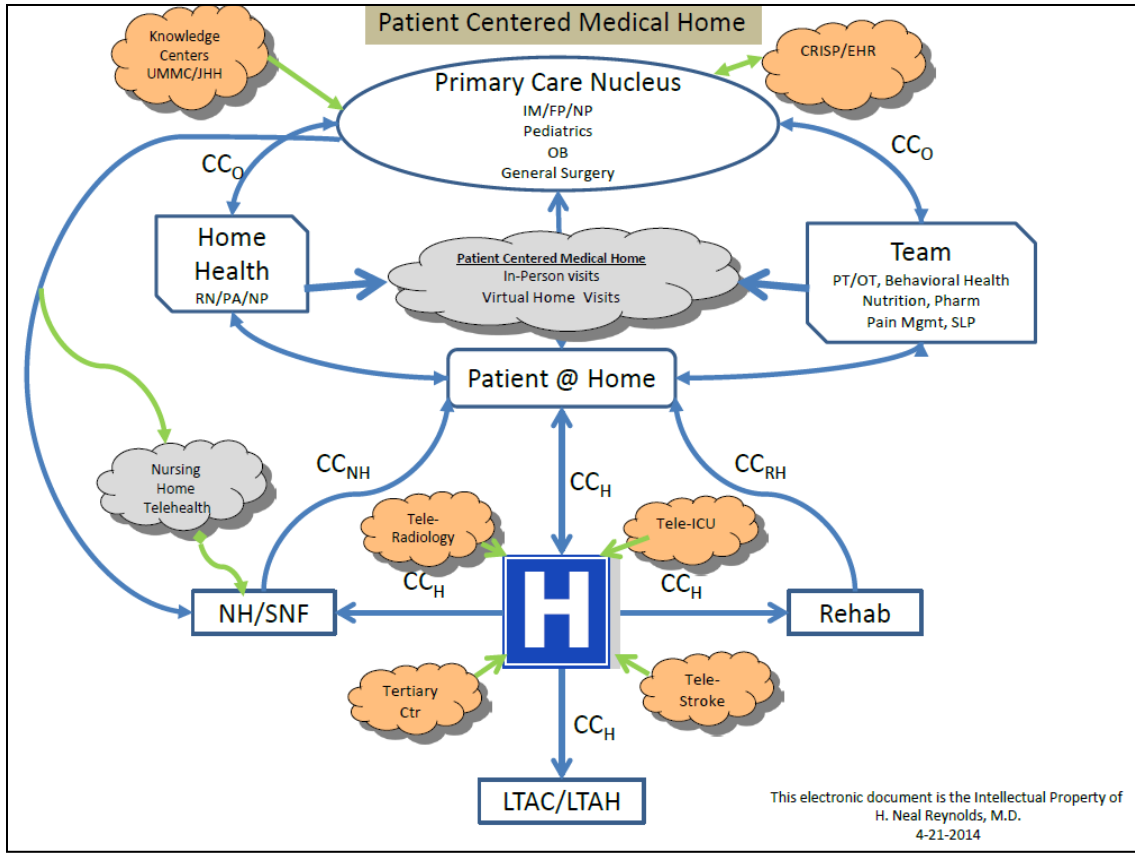 Patient Centered Medical Home
Knowledge
Centers
UMMC/JHH
CRISP/EHR
Primary Care Nucleus
IM/FP/NP
Pediatrics
OB
General Surgery
CCO
CCO
Home
Health
RN/PA/NP
Patient Centered Medical Home
In-Person visits
Virtual Home Visits
Team
PT/OT, Behavioral Health
Nutrition, Pharm
Pain Mgmt, SLP
Patient @ Home
Nursing
Home
Telehealth
CCNH
CCH
CCRH
Tele-
Radiology
Tele-ICU
CCH
CCH
NH/SNF
H
Rehab
Tertiary
Ctr
Tele-
Stroke
CCH
LTAC/LTAH
This electronic document is the Intellectual Property of
H. Neal Reynolds, M.D.
4-21-2014